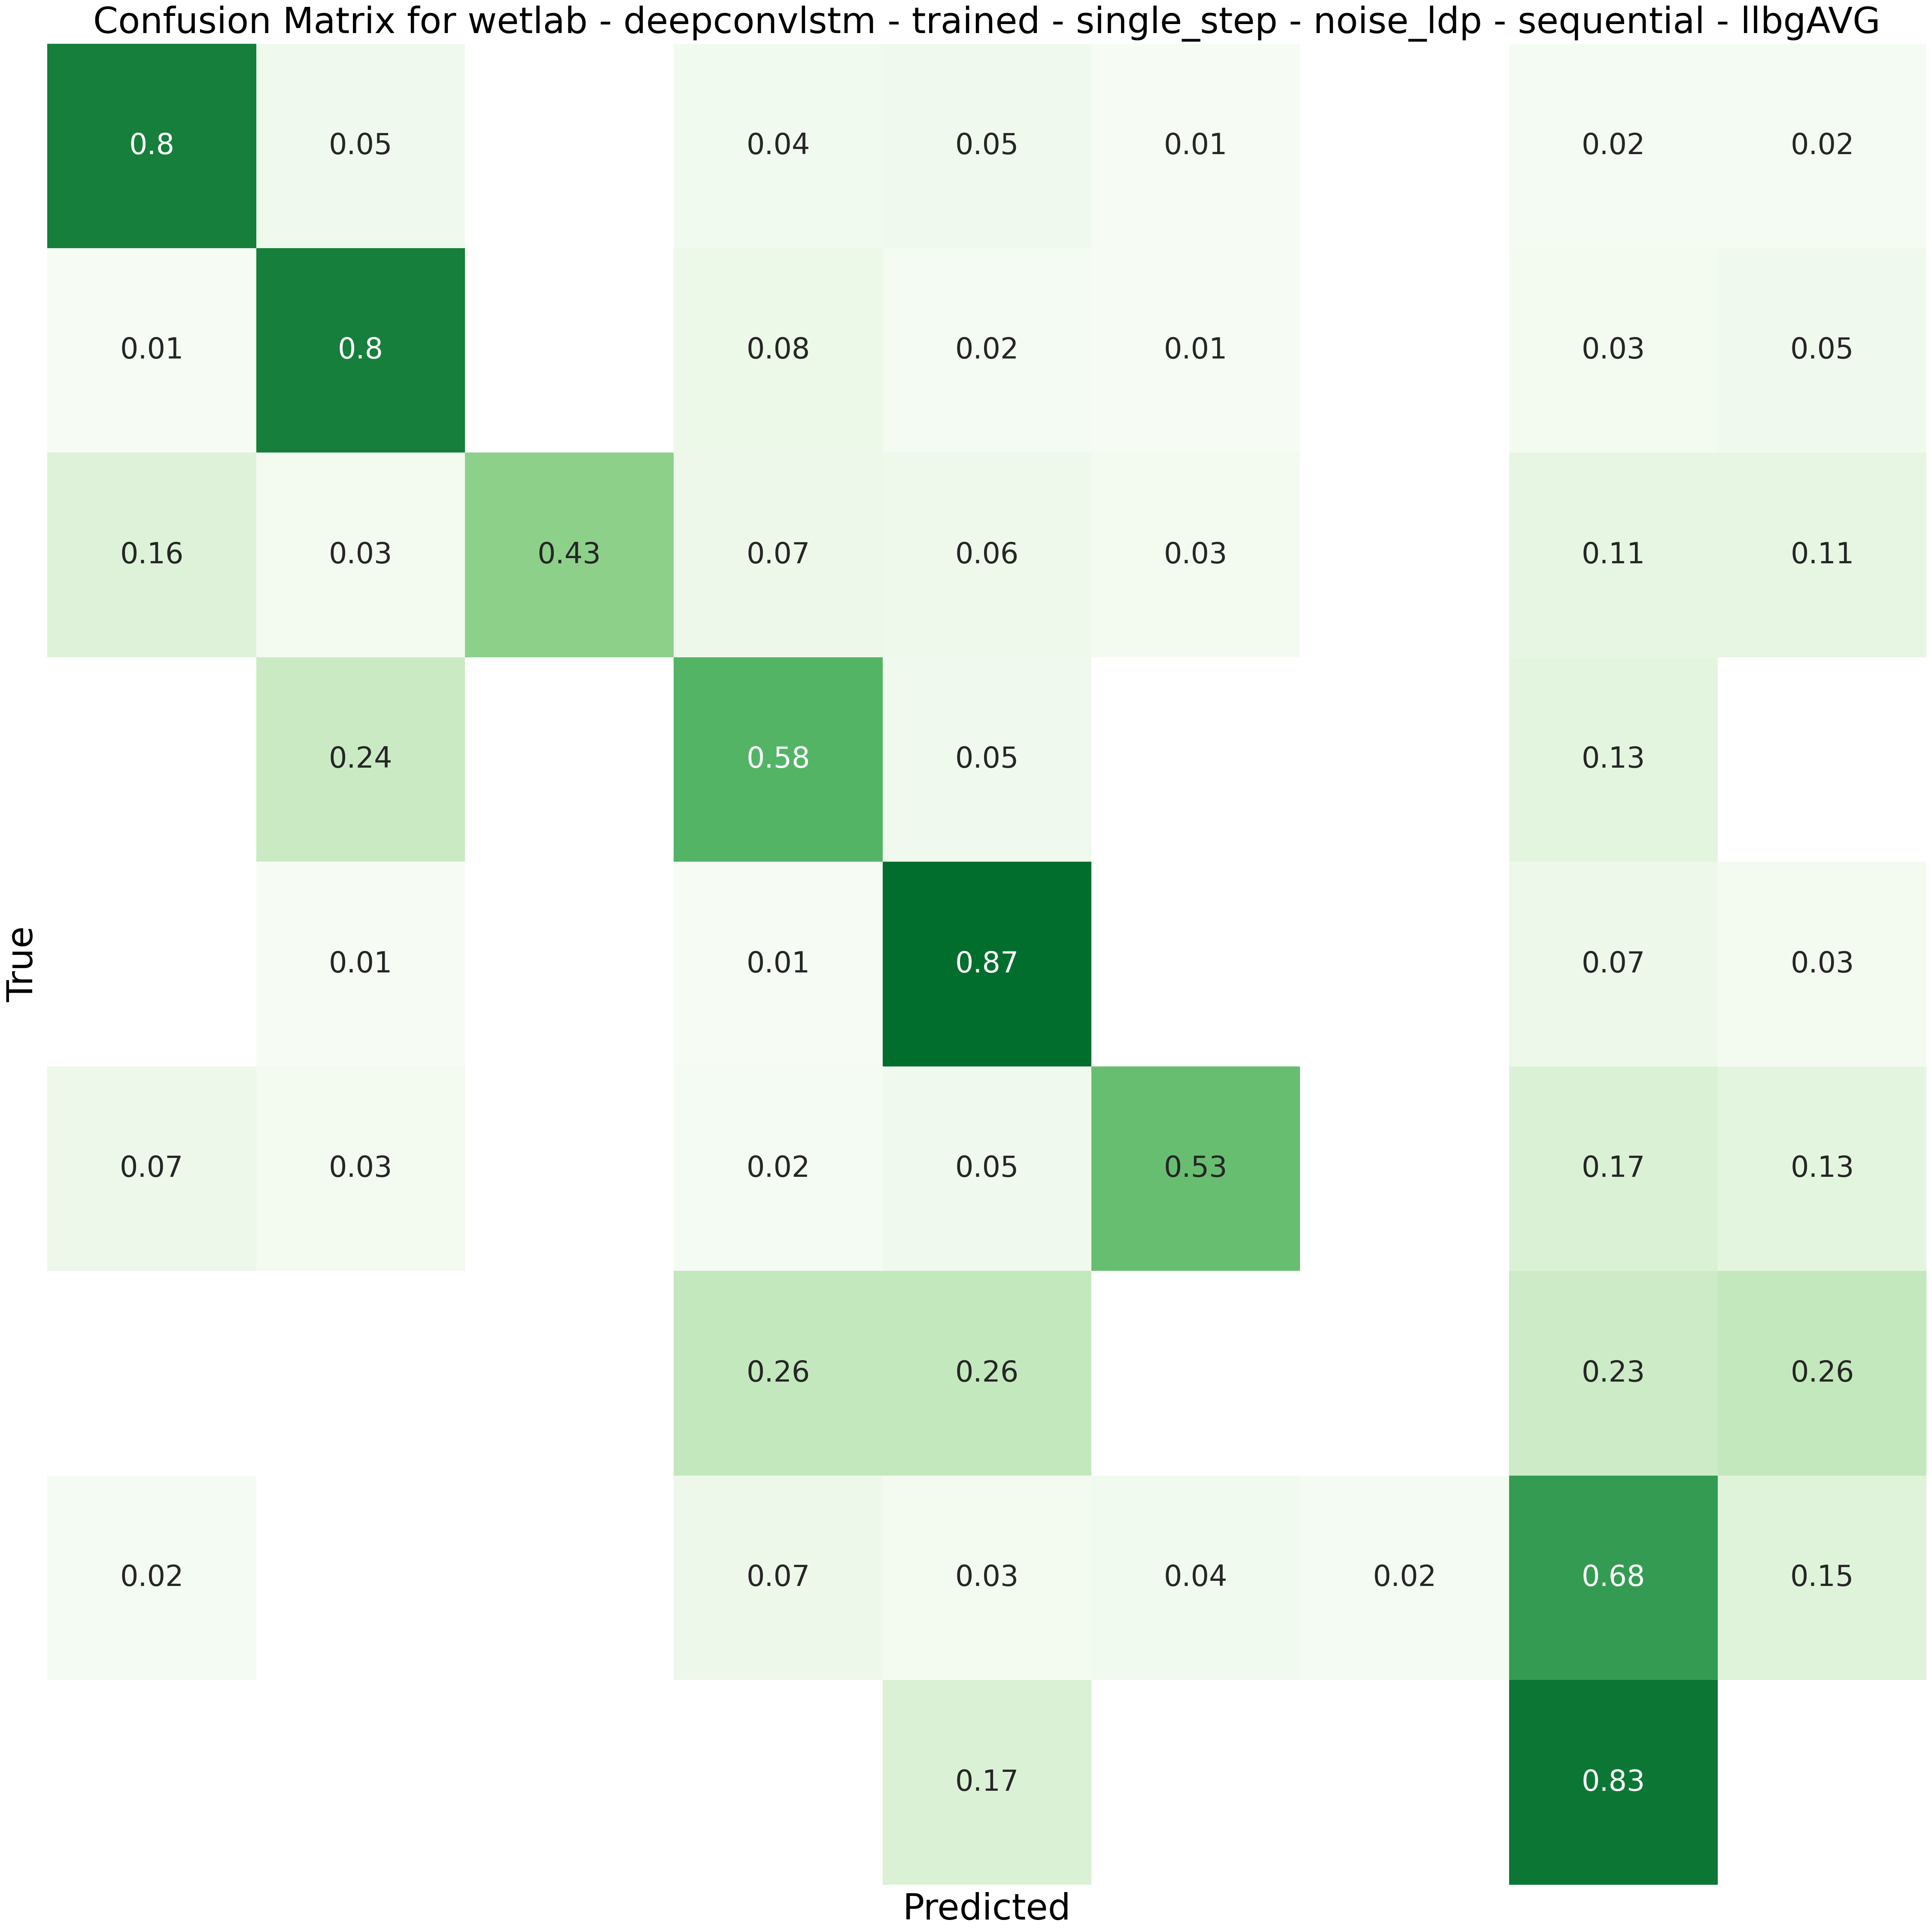 Confusion Matrix for wetlab - deepconvlstm - trained - single_step - noise_ldp - sequential - llbgAVG
0.8 0.05 0.04 0.05 0.01 0.02 0.02
0.01 0.8 0.08 0.02 0.01 0.03 0.05
0.16 0.03 0.43 0.07 0.06 0.03 0.11 0.11
0.24 0.58 0.05 0.13
0.01 0.01 0.87 0.07 0.03
True
0.07 0.03 0.02 0.05 0.53 0.17 0.13
0.26 0.26 0.23 0.26
0.02 0.07 0.03 0.04 0.02 0.68 0.15
0.17 0.83
Predicted